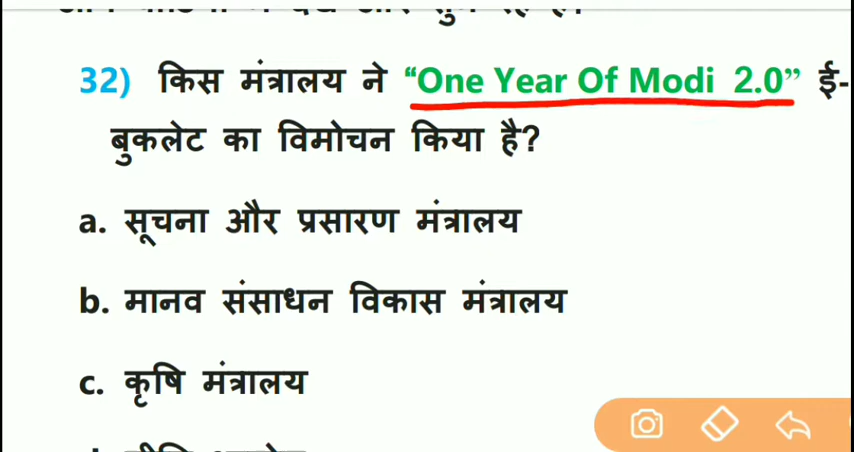 32) किस मंत्रालय ने “One Year Of Modi 2.0” ई-
बुकलेट का विमोचन किया है?
a. सूचना और प्रसारण मंत्रालय
b. मानव संसाधन विकास मंत्रालय
c. कृषि मंत्रालय